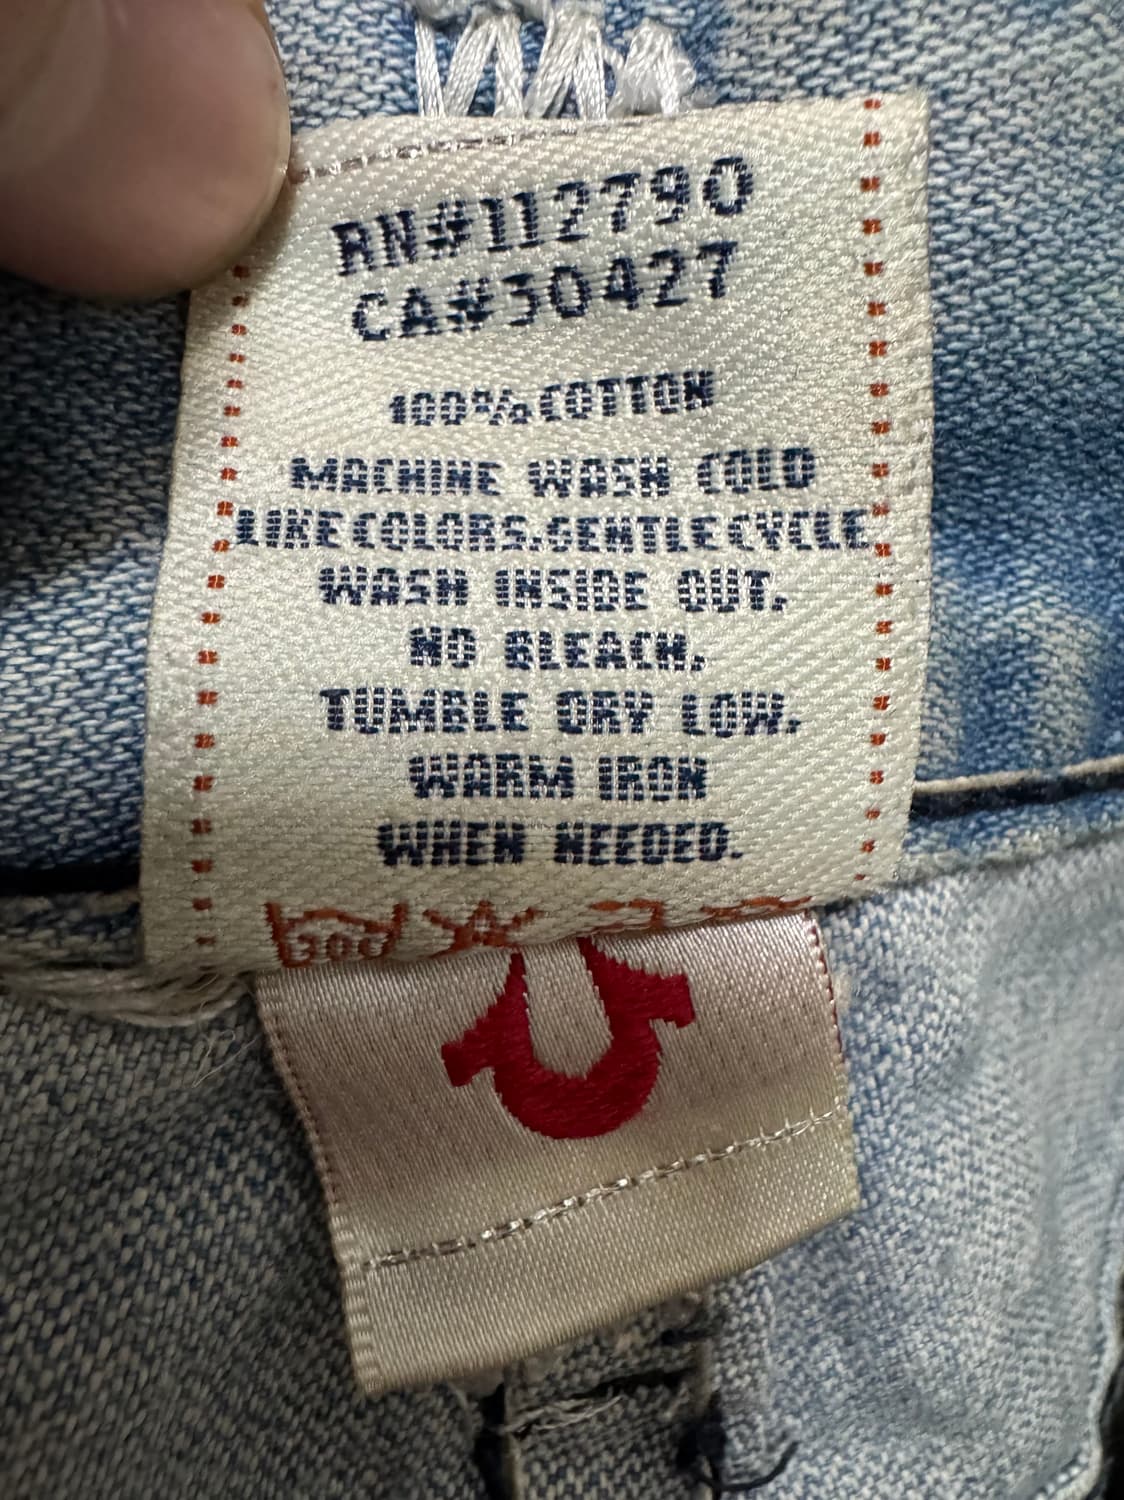 RN#112790
CA#30427
100% COTTON
MACHINE WASH COLD
LIKE COLORS.GENTLE CYCLE
WASH INSIDE OUT.
NO BLEACH.
TUMBLE DRY LOW.
WARM IRON
WHEN NEEDED.